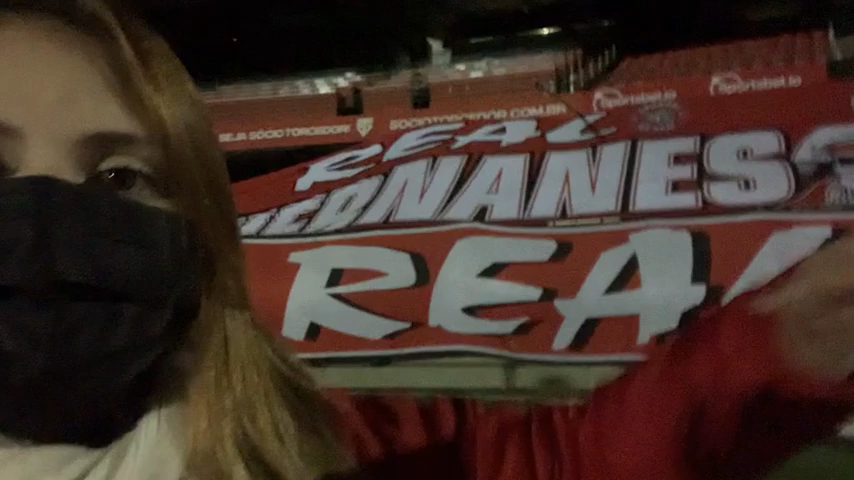 Sportsbet.io
Sportsbet.io
SEJA SÓCIO TORCEDOR!
SOCIOTORCEDOR.COM.BR
REAL
HERNANES
REAL